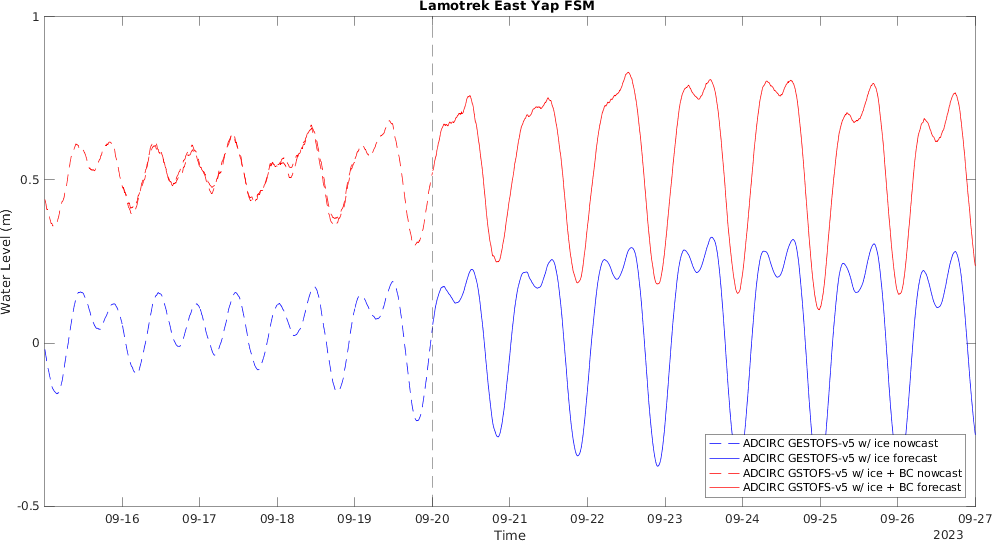 Lamotrek East Yap FSM
1
0.5
0
-0.5
Water Level (m)
ADCIRC GESTOFS-v5 w/ ice nowcast
ADCIRC GESTOFS-v5 w/ ice forecast
ADCIRC GSTOFS-v5 w/ ice + BC nowcast
ADCIRC GSTOFS-v5 w/ ice + BC forecast
09-16 09-17 09-18 09-19 09-20 09-21 09-22 09-23 09-24 09-25 09-26 09-27
Time
2023